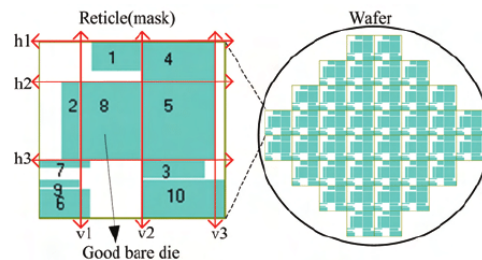 Reticle(mask)
Wafer
h1
1
4
h2
2
8
5
h3
7
3
9
6
10
v1
v2
v3
Good bare die